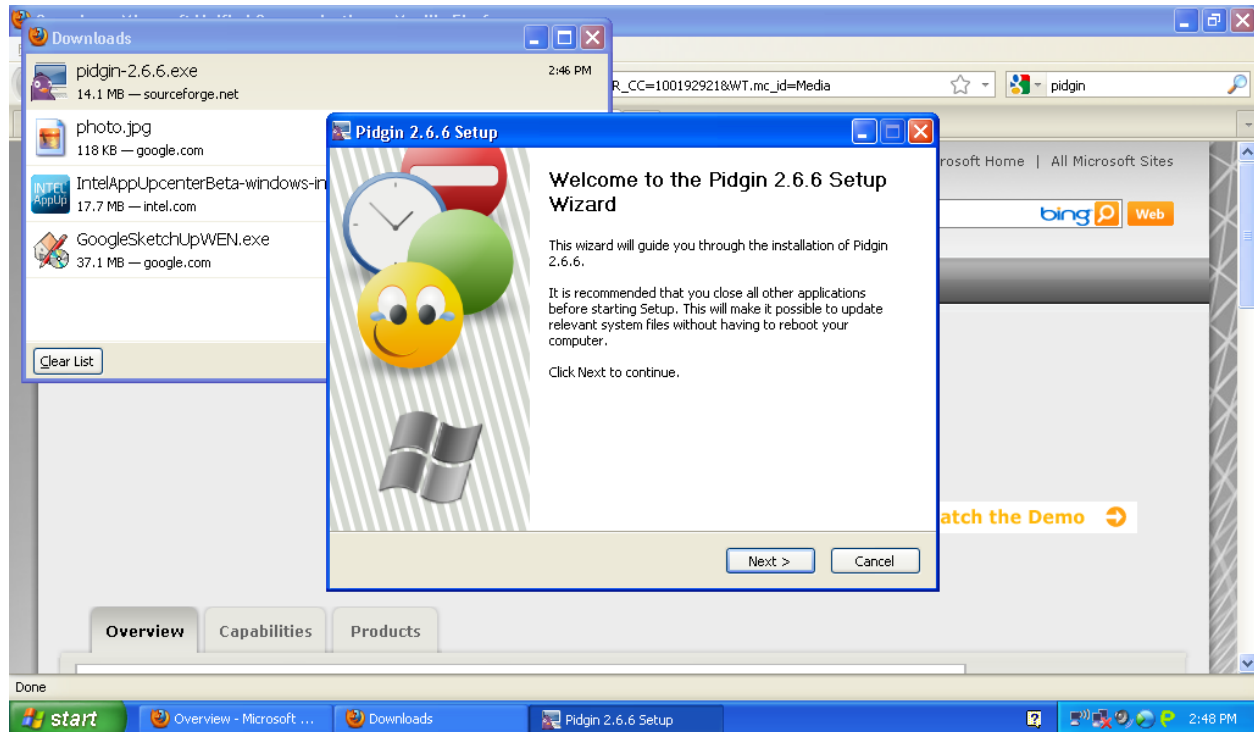 Downloads
pidgin-2.6.6.exe
2:46 PM
14.1 MB — sourceforge.net
photo.jpg
118 KB — google.com
INTEL AppUp
IntelAppUpcenterBeta-windows-in
17.7 MB — intel.com
GoogleSketchUpWEN.exe
37.1 MB — google.com
Clear List
R_CC=100192921&WT.mc_id=Media
pidgin
rosoft Home | All Microsoft Sites
bing
Web
Pidgin 2.6.6 Setup
Welcome to the Pidgin 2.6.6 Setup
Wizard
This wizard will guide you through the installation of Pidgin
2.6.6.
It is recommended that you close all other applications
before starting Setup. This will make it possible to update
relevant system files without having to reboot your
computer.
Click Next to continue.
Next >
Cancel
atch the Demo
Overview
Capabilities
Products
Done
start
Overview - Microsoft ...
Downloads
Pidgin 2.6.6 Setup
2:48 PM